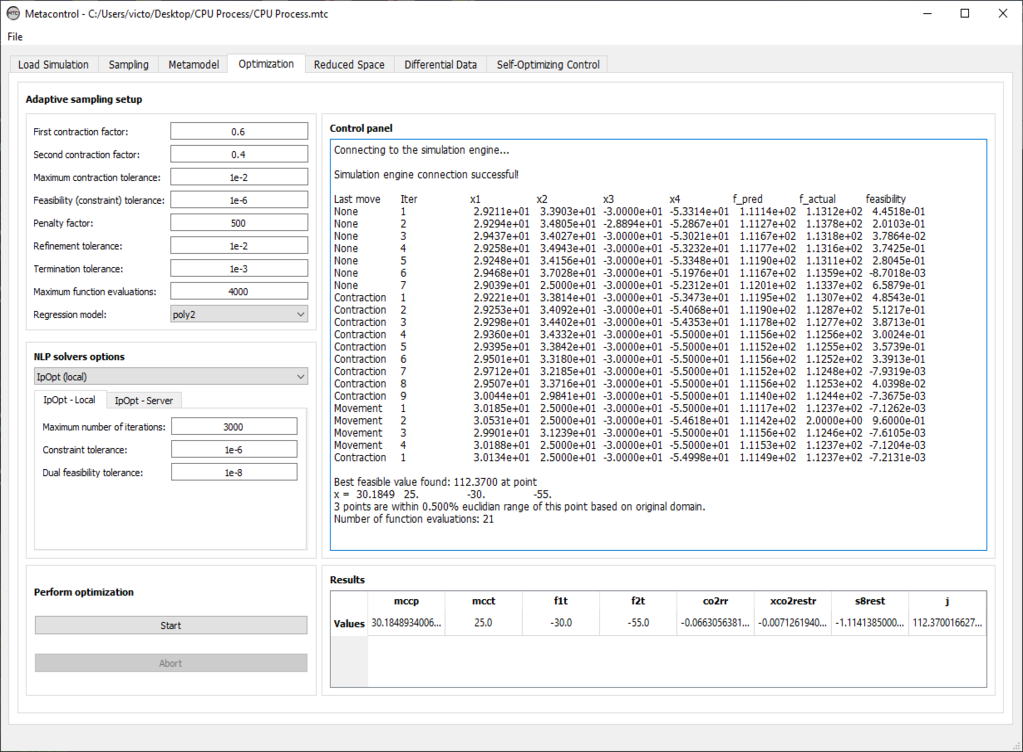 Metacontrol - C:/Users/victo/Desktop/CPU Process/CPU Process.mtc
File
Load Simulation Sampling Metamodel Optimization Reduced Space Differential Data Self-Optimizing Control
Adaptive sampling setup
First contraction factor: 0.6
Second contraction factor: 0.4
Maximum contraction tolerance: 1e-2
Feasibility (constraint) tolerance: 1e-6
Penalty factor: 500
Refinement tolerance: 1e-2
Termination tolerance: 1e-3
Maximum function evaluations: 4000
Regression model: poly2
NLP solvers options
IpOpt (local)
IpOpt - Local IpOpt - Server
Maximum number of iterations: 3000
Constraint tolerance: 1e-6
Dual feasibility tolerance: 1e-8
Perform optimization
Start
Abort
Control panel
Connecting to the simulation engine...
Simulation engine connection successful!
Last move Iter x1 x2 x3 x4 f_pred f_actual feasibility
None 1 2.9211e+01 3.3903e+01 -3.0000e+01 -5.3314e+01 1.1114e+02 1.1312e+02 4.4518e-01
None 2 2.9294e+01 3.4805e+01 -2.8894e+01 -5.2867e+01 1.1127e+02 1.1378e+02 2.0103e-01
None 3 2.9437e+01 3.4027e+01 -3.0000e+01 -5.3021e+01 1.1167e+02 1.1318e+02 3.7864e-02
None 4 2.9258e+01 3.4943e+01 -3.0000e+01 -5.3232e+01 1.1177e+02 1.1316e+02 3.7425e-01
None 5 2.9248e+01 3.4156e+01 -3.0000e+01 -5.3348e+01 1.1190e+02 1.1311e+02 2.8045e-01
None 6 2.9468e+01 3.7028e+01 -3.0000e+01 -5.1976e+01 1.1167e+02 1.1359e+02 -8.7018e-03
None 7 2.9039e+01 2.5000e+01 -3.0000e+01 -5.2312e+01 1.1201e+02 1.1337e+02 6.5879e-01
Contraction 1 2.9221e+01 3.3814e+01 -3.0000e+01 -5.3473e+01 1.1195e+02 1.1307e+02 4.8543e-01
Contraction 2 2.9253e+01 3.4092e+01 -3.0000e+01 -5.4068e+01 1.1190e+02 1.1287e+02 5.1217e-01
Contraction 3 2.9298e+01 3.4402e+01 -3.0000e+01 -5.4353e+01 1.1178e+02 1.1277e+02 3.8713e-01
Contraction 4 2.9360e+01 3.4332e+01 -3.0000e+01 -5.5000e+01 1.1156e+02 1.1256e+02 3.0024e-01
Contraction 5 2.9395e+01 3.3842e+01 -3.0000e+01 -5.5000e+01 1.1152e+02 1.1255e+02 3.5739e-01
Contraction 6 2.9501e+01 3.3180e+01 -3.0000e+01 -5.5000e+01 1.1156e+02 1.1252e+02 3.3913e-01
Contraction 7 2.9712e+01 3.2185e+01 -3.0000e+01 -5.5000e+01 1.1152e+02 1.1248e+02 -7.9319e-03
Contraction 8 2.9507e+01 3.3716e+01 -3.0000e+01 -5.5000e+01 1.1156e+02 1.1253e+02 4.0398e-02
Contraction 9 3.0044e+01 2.9841e+01 -3.0000e+01 -5.5000e+01 1.1140e+02 1.1244e+02 -7.3675e-03
Movement 1 3.0185e+01 2.5000e+01 -3.0000e+01 -5.5000e+01 1.1117e+02 1.1237e+02 -7.1262e-03
Movement 2 3.0531e+01 2.5000e+01 -3.0000e+01 -5.4618e+01 1.1142e+02 2.0000e+00 9.6000e-01
Movement 3 2.9901e+01 3.1239e+01 -3.0000e+01 -5.5000e+01 1.1156e+02 1.1246e+02 -7.6105e-03
Movement 4 3.0188e+01 2.5000e+01 -3.0000e+01 -5.5000e+01 1.1153e+02 1.1237e+02 -7.1204e-03
Contraction 1 3.0134e+01 2.5000e+01 -3.0000e+01 -5.4998e+01 1.1149e+02 1.1237e+02 -7.2131e-03
Best feasible value found: 112.3700 at point
x = 30.1849 25. -30. -55.
3 points are within 0.500% euclidian range of this point based on original domain.
Number of function evaluations: 21
Results
mccp mcct f1t f2t co2rr xco2restr s8rest j
Values 30.1848934006... 25.0 -30.0 -55.0 -0.0663056381... -0.0071261940... -1.1141385000... 112.370016627...